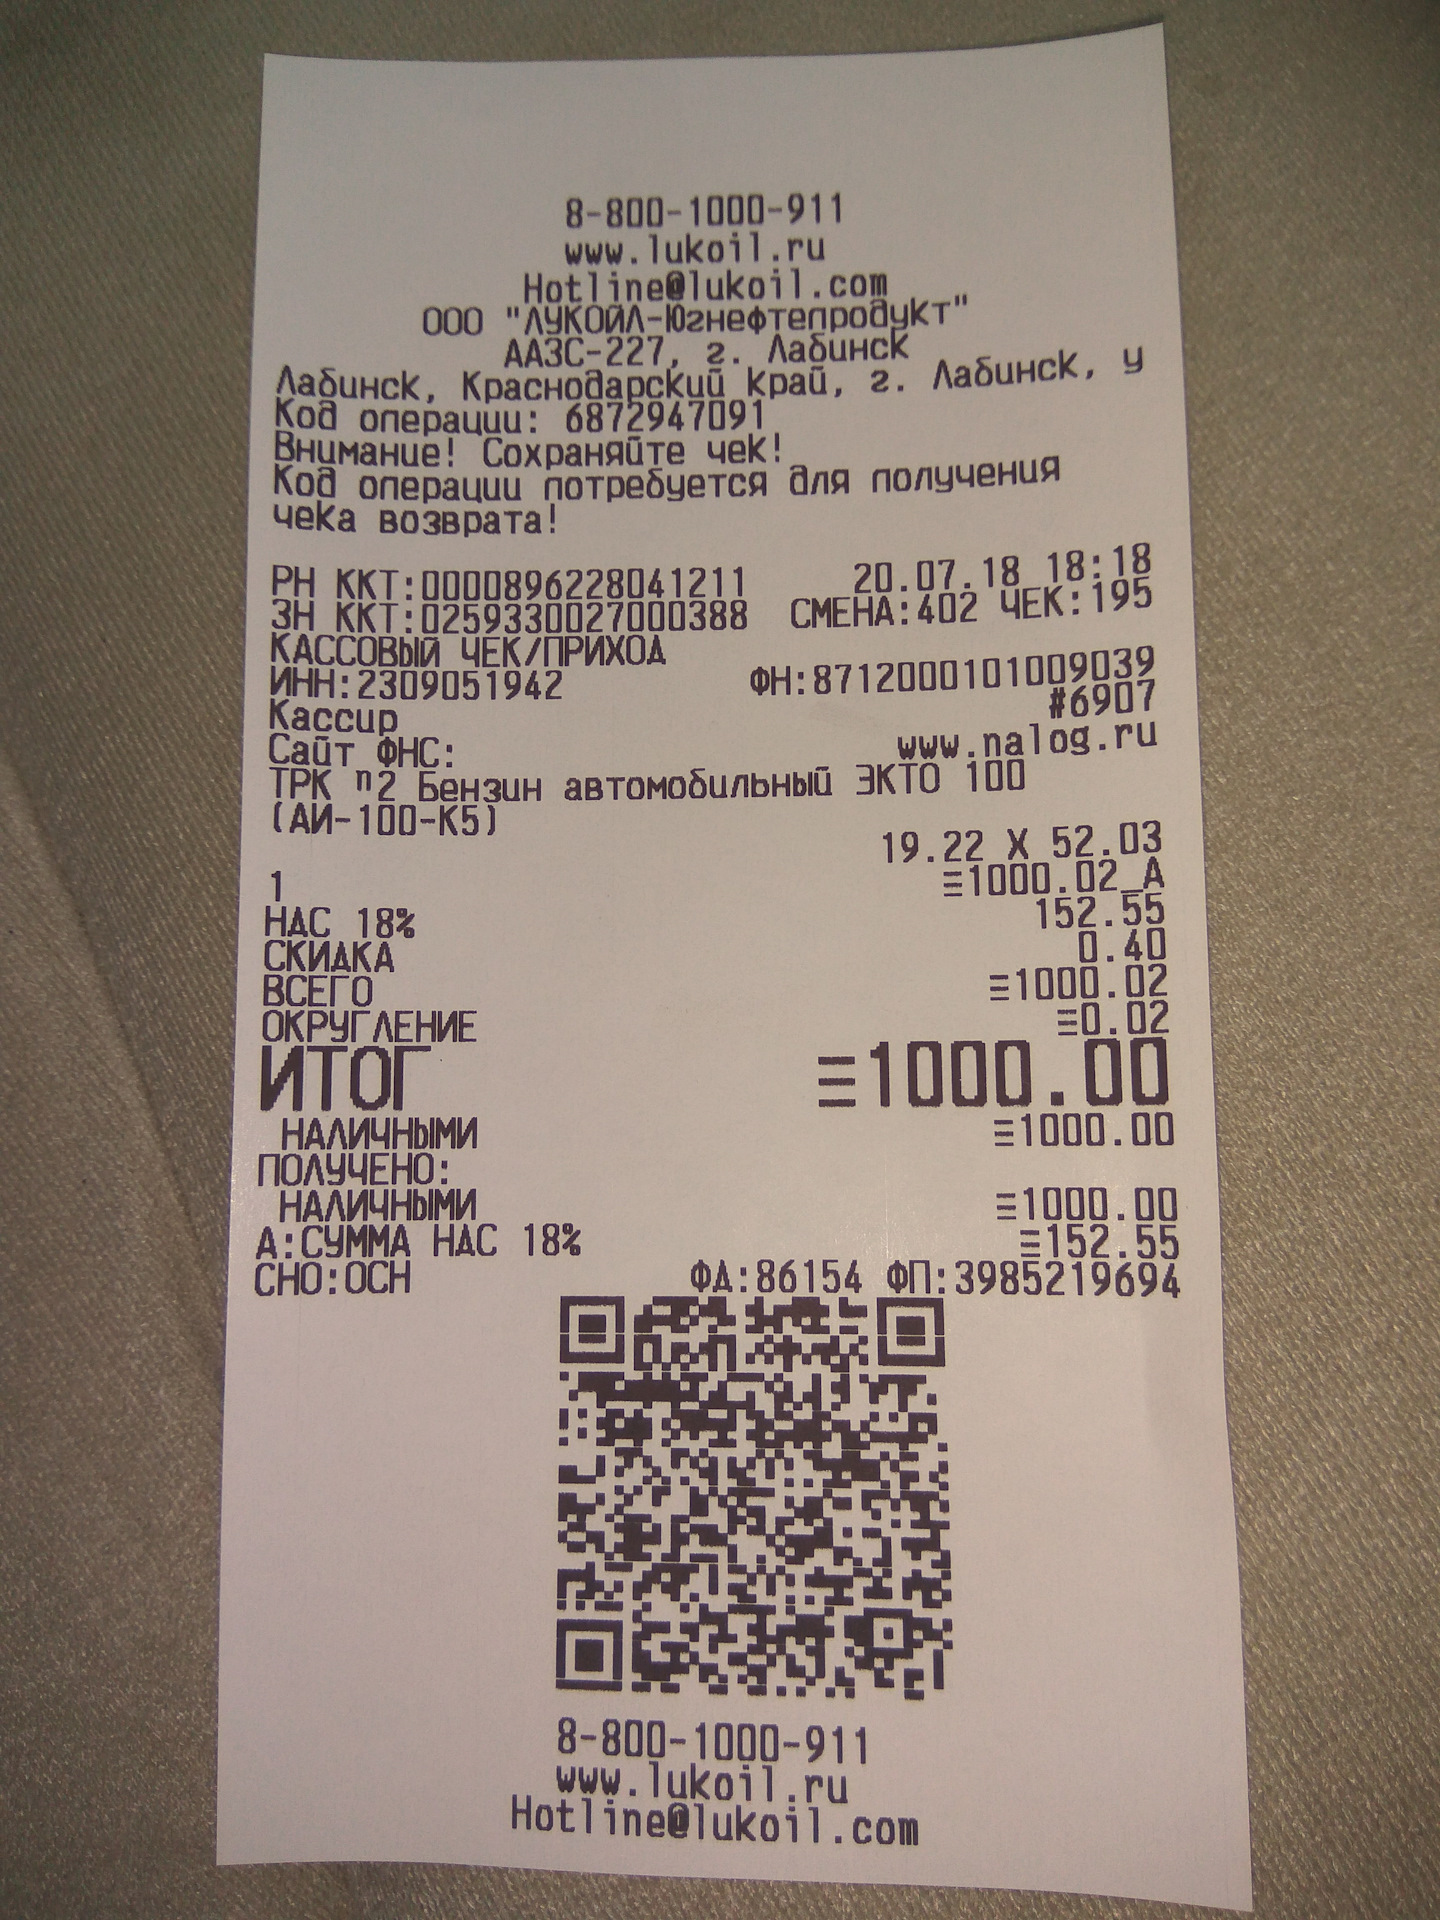 8-800-1000-911
www.lukoil.ru
Hotline@lukoil.com
ООО "ЛУКОЙЛ-Югнефтепродукт"
ААЗС-227, г. Лабинск
Лабинск, Краснодарский край, г. Лабинск, у
Код операции: 6872947091
Внимание! Сохраняйте чек!
Код операции потребуется для получения
чека возврата!
РН ККТ:0000896228041211 20.07.18 18:18
ЗН ККТ:0259330027000388 СМЕНА:402 ЧЕК:195
КАССОВЫЙ ЧЕК/ПРИХОД
ИНН:2309051942 ФН:8712000101009039
Кассир #6907
Сайт ФНС: www.nalog.ru
ТРК n2 Бензин автомобильный ЭКТО 100
(АИ-100-К5)
19.22 X 52.03
1 ≡1000.02_А
НДС 18% 152.55
СКИДКА 0.40
ВСЕГО ≡1000.02
ОКРУГЛЕНИЕ ≡0.02
ИТОГ ≡1000.00
НАЛИЧНЫМИ ≡1000.00
ПОЛУЧЕНО:
НАЛИЧНЫМИ ≡1000.00
А:СУММА НДС 18% ≡152.55
СНО:ОСН ФД:86154 ФП:3985219694
8-800-1000-911
www.lukoil.ru
Hotline@lukoil.com